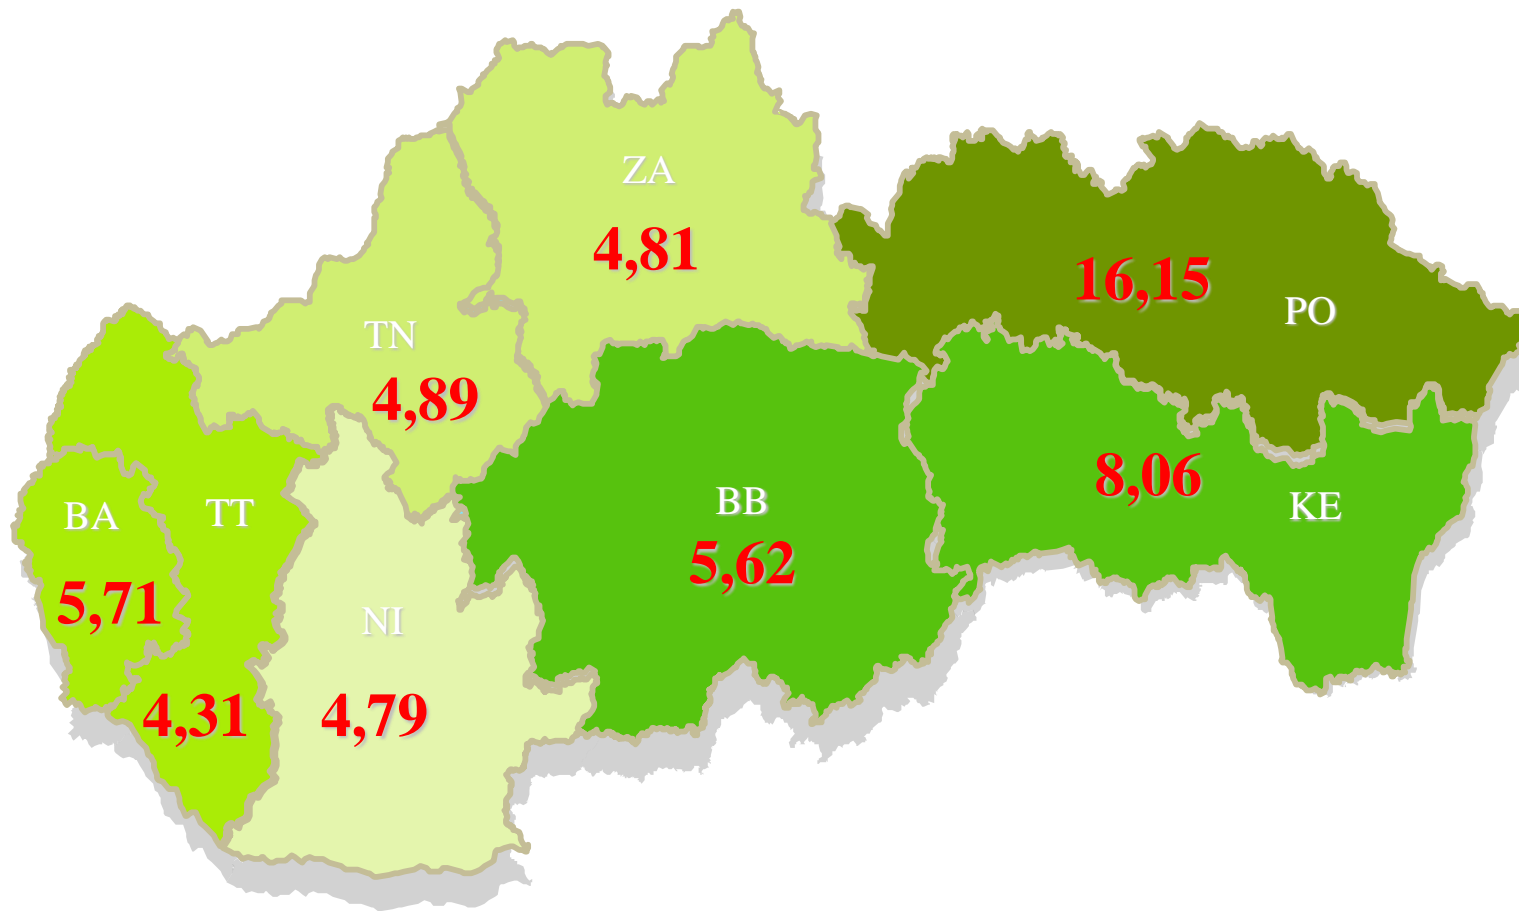 ZA
4,81
16,15
PO
TN
4,89
8,06
KE
BA
5,71
TT
4,31
BB
5,62
NI
4,79